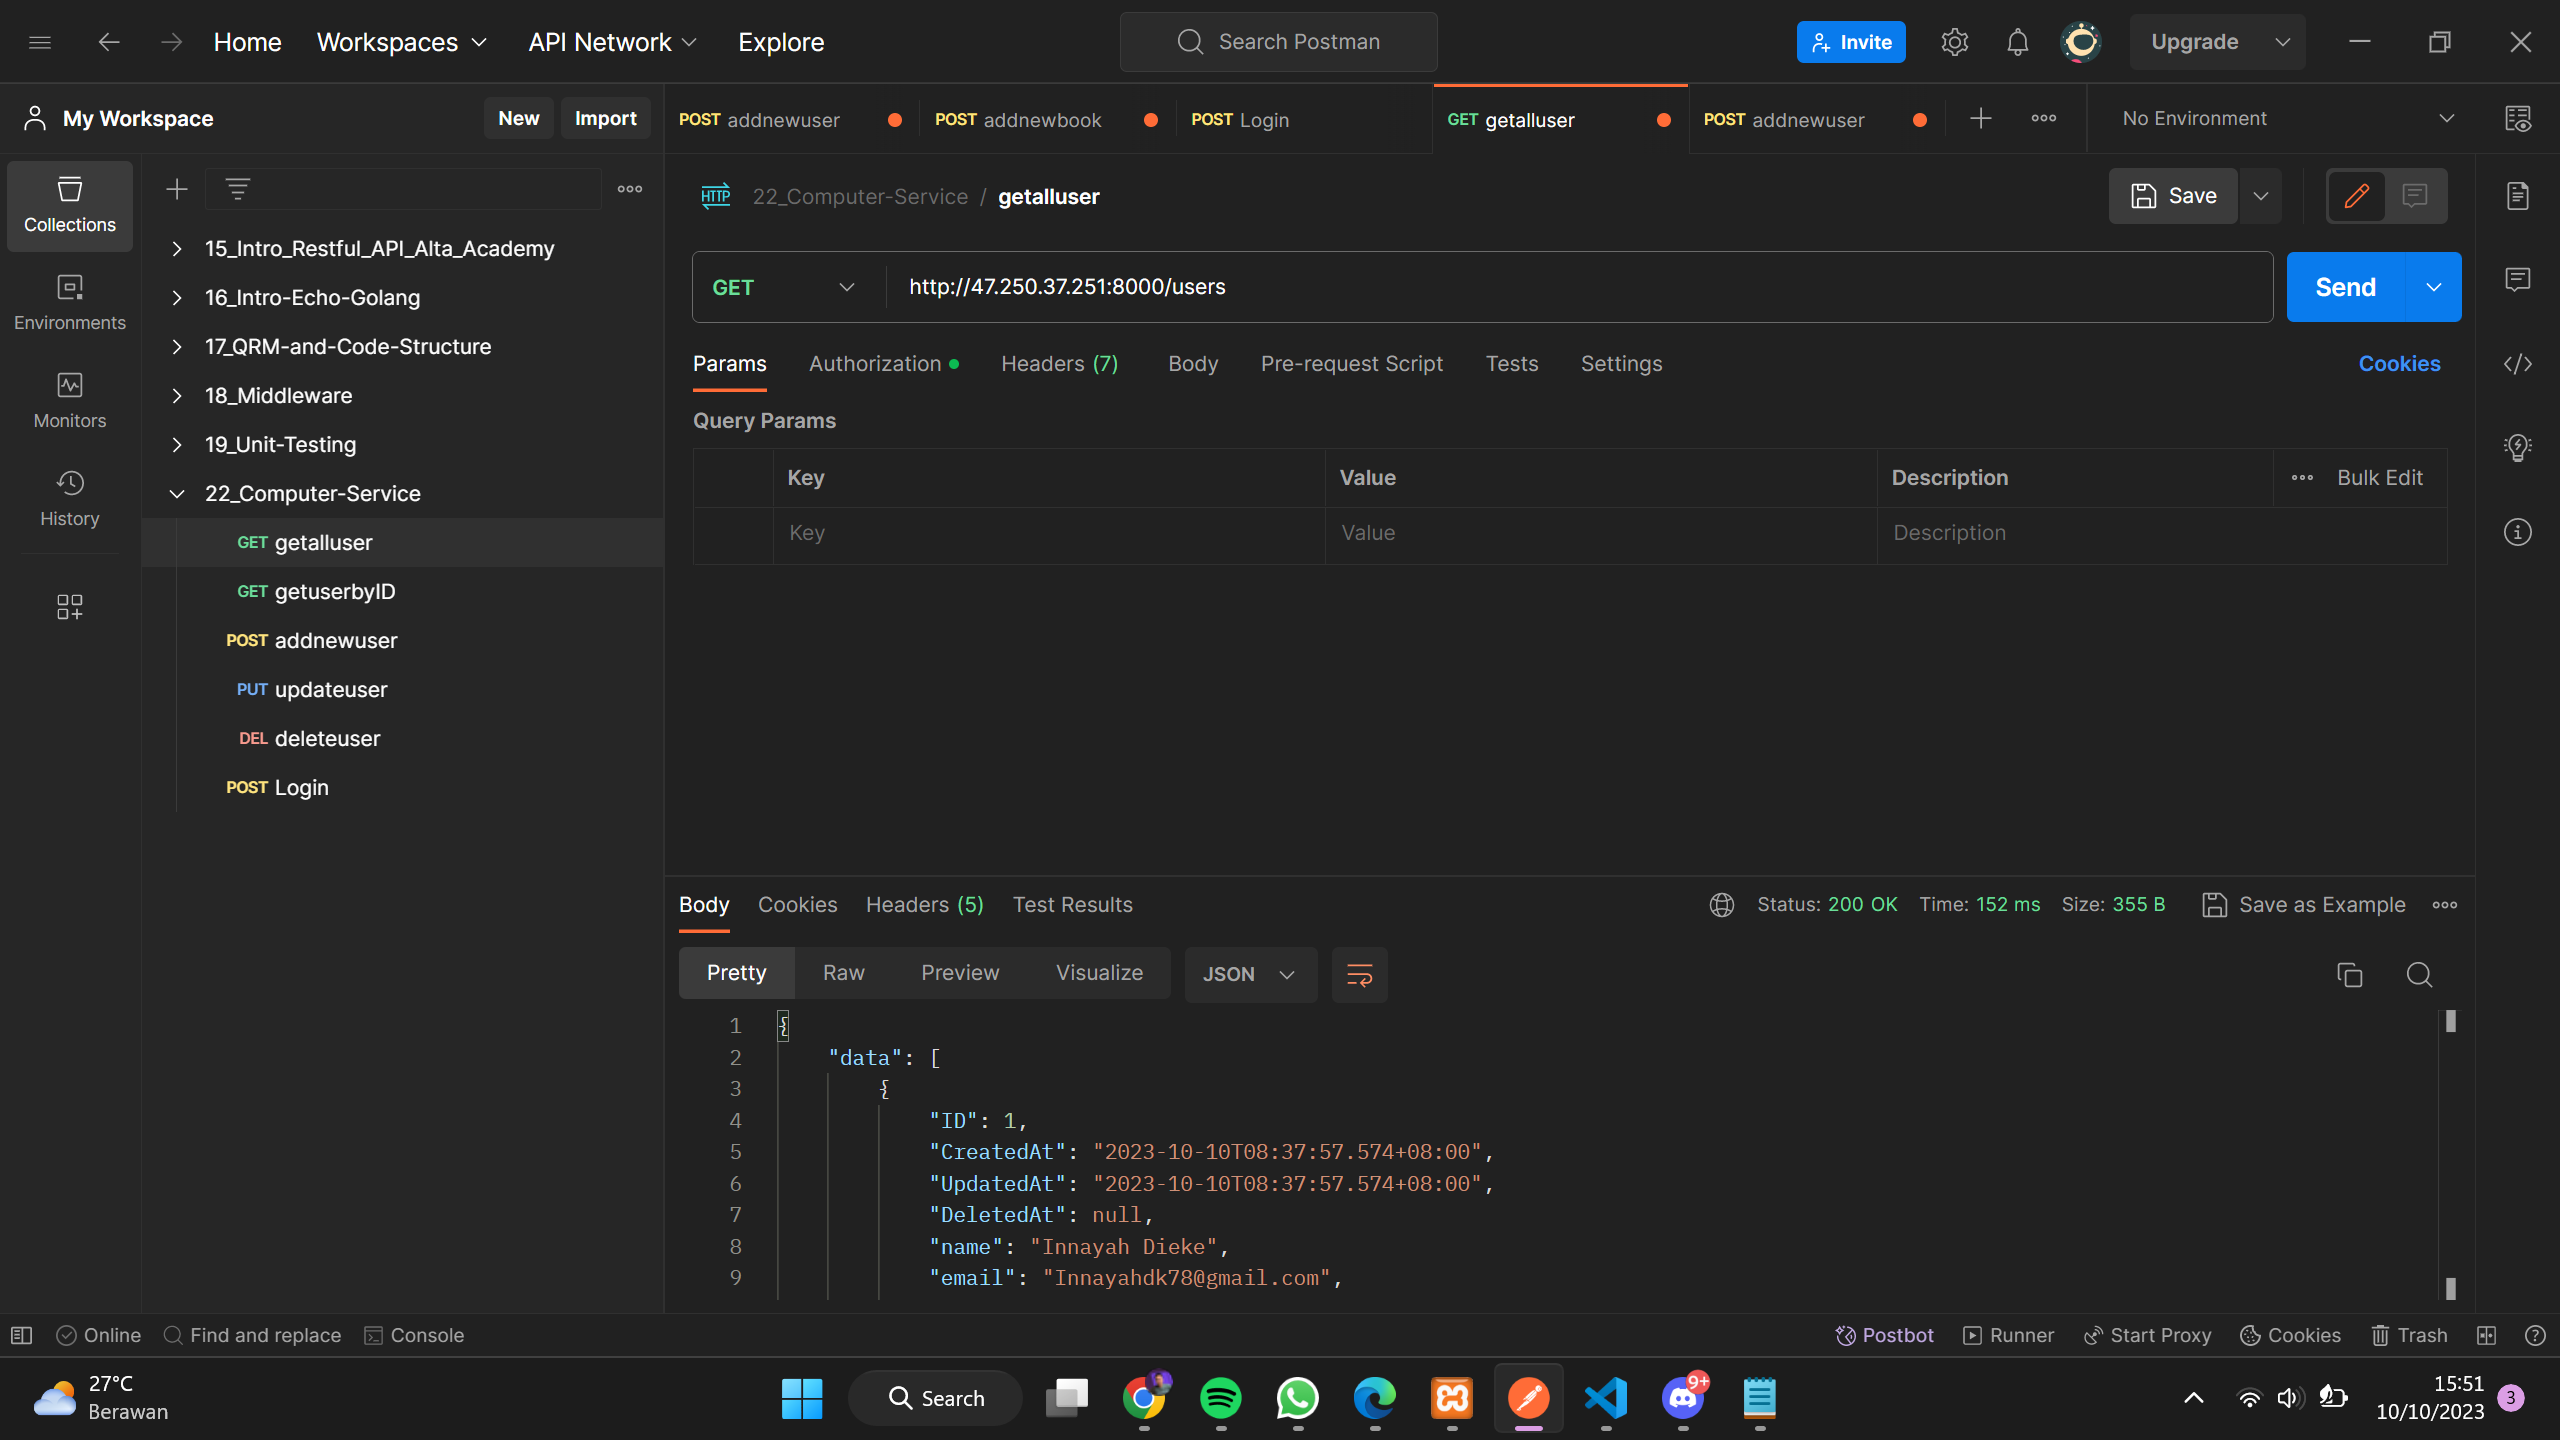 Home Workspaces API Network Explore Search Postman Invite Upgrade
My Workspace New Import POST addnewuser POST addnewbook POST Login GET getalluser POST addnewuser No Environment
Collections
Environments
Monitors
History
15_Intro_Restful_API_Alta_Academy
16_Intro-Echo-Golang
17_QRM-and-Code-Structure
18_Middleware
19_Unit-Testing
22_Computer-Service
GET getalluser
GET getuserbyID
POST addnewuser
PUT updateuser
DEL deleteuser
POST Login
HTTP 22_Computer-Service / getalluser Save
GET http://47.250.37.251:8000/users Send
Params Authorization Headers (7) Body Pre-request Script Tests Settings Cookies
Query Params
Key Value Description Bulk Edit
Key Value Description
Body Cookies Headers (5) Test Results Status: 200 OK Time: 152 ms Size: 355 B Save as Example
Pretty Raw Preview Visualize JSON
1 {
2 "data": [
3 {
4 "ID": 1,
5 "CreatedAt": "2023-10-10T08:37:57.574+08:00",
6 "UpdatedAt": "2023-10-10T08:37:57.574+08:00",
7 "DeletedAt": null,
8 "name": "Innayah Dieke",
9 "email": "Innayahdk78@gmail.com",
Online Find and replace Console Postbot Runner Start Proxy Cookies Trash
27°C
Berawan
Search
9+
15:51
10/10/2023
3